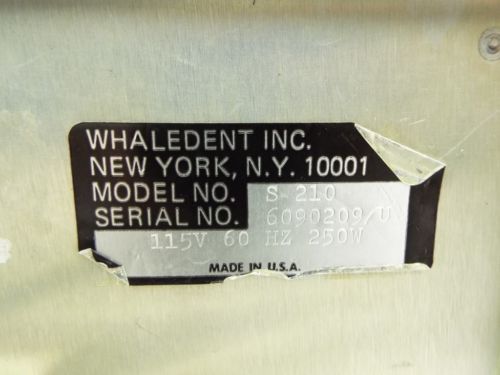 WHALEDENT INC.
NEW YORK, N.Y. 10001
MODEL NO. S 210
SERIAL NO. 6090209/U
115V 60 HZ 250W
MADE IN U.S.A.